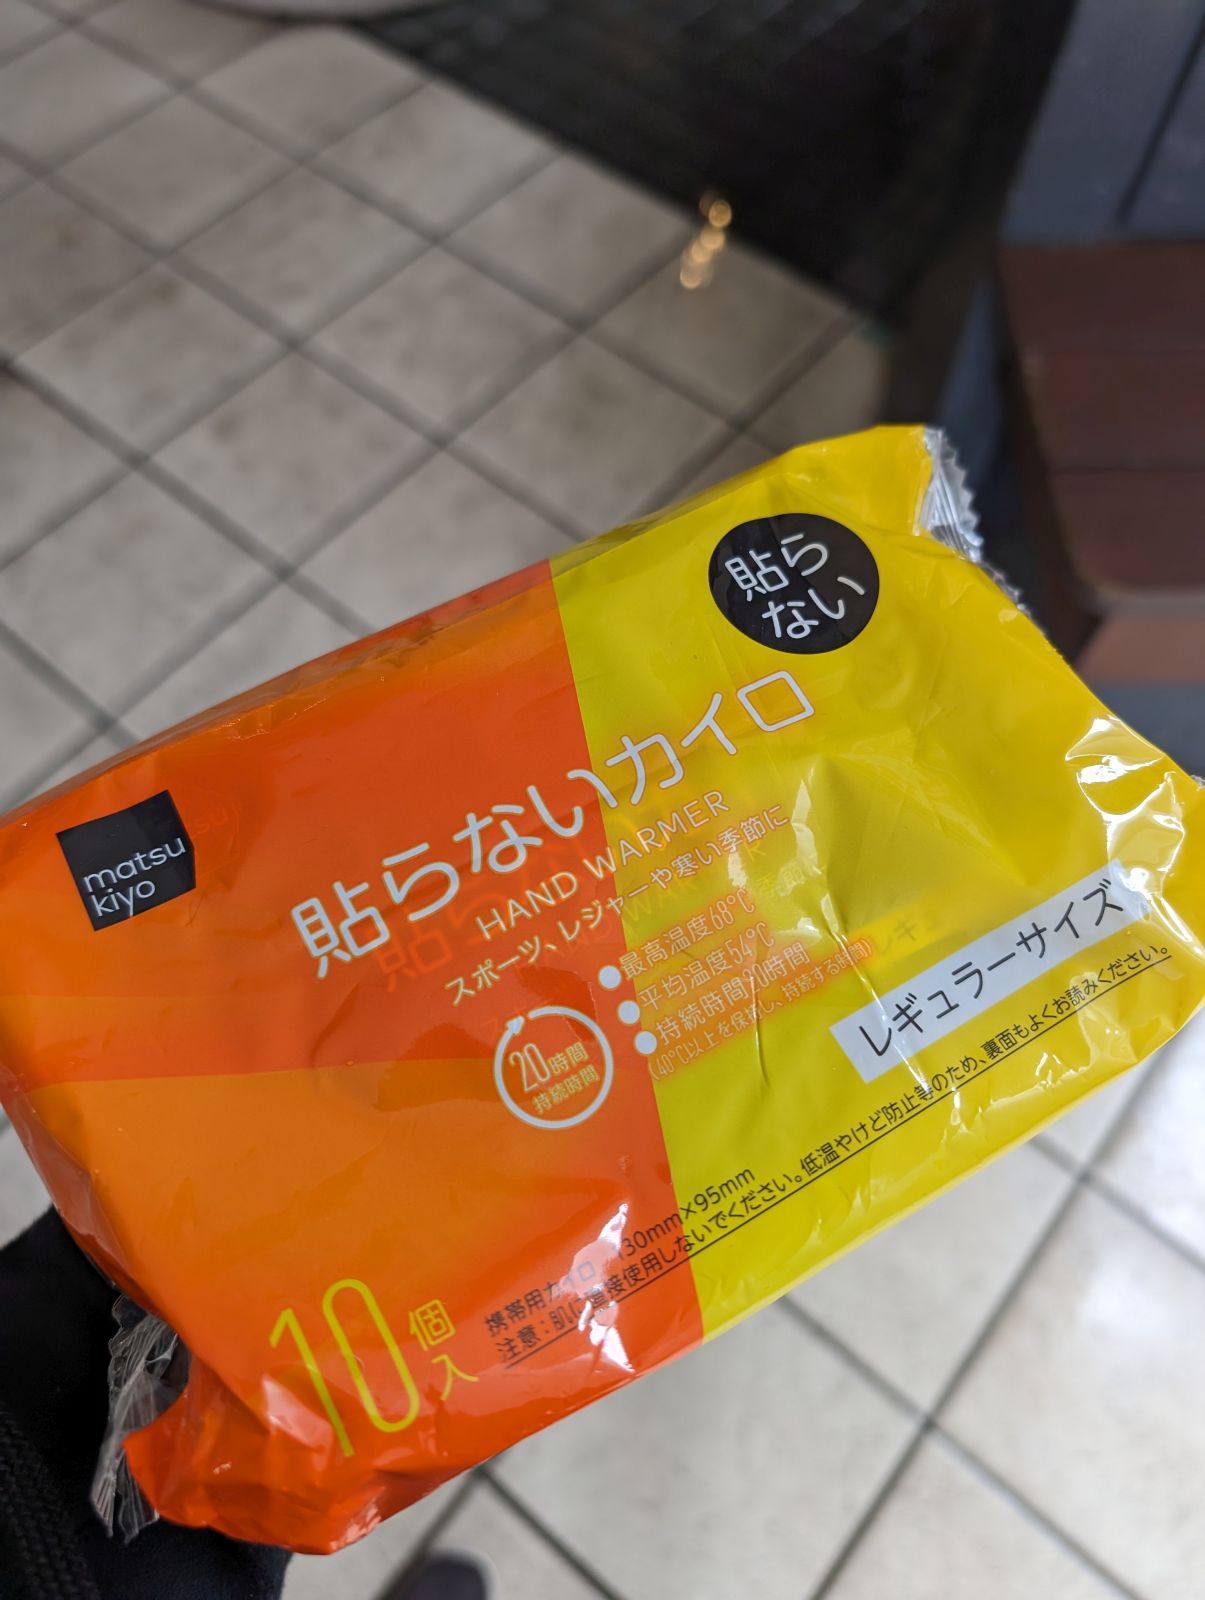 貼ら
ない
matsu
kiyo
貼らないカイロ
HAND WARMER
スポーツ、レジャーや寒い季節に
20時間
持続時間
●最高温度68℃
●平均温度54℃
●持続時間20時間
(40℃以上を保持し、持続する時間)
レギュラーサイズ
10個入
携帯用カイロ 130mm×95mm
注意:肌に直接使用しないでください。低温やけど防止等のため、裏面もよくお読みください。